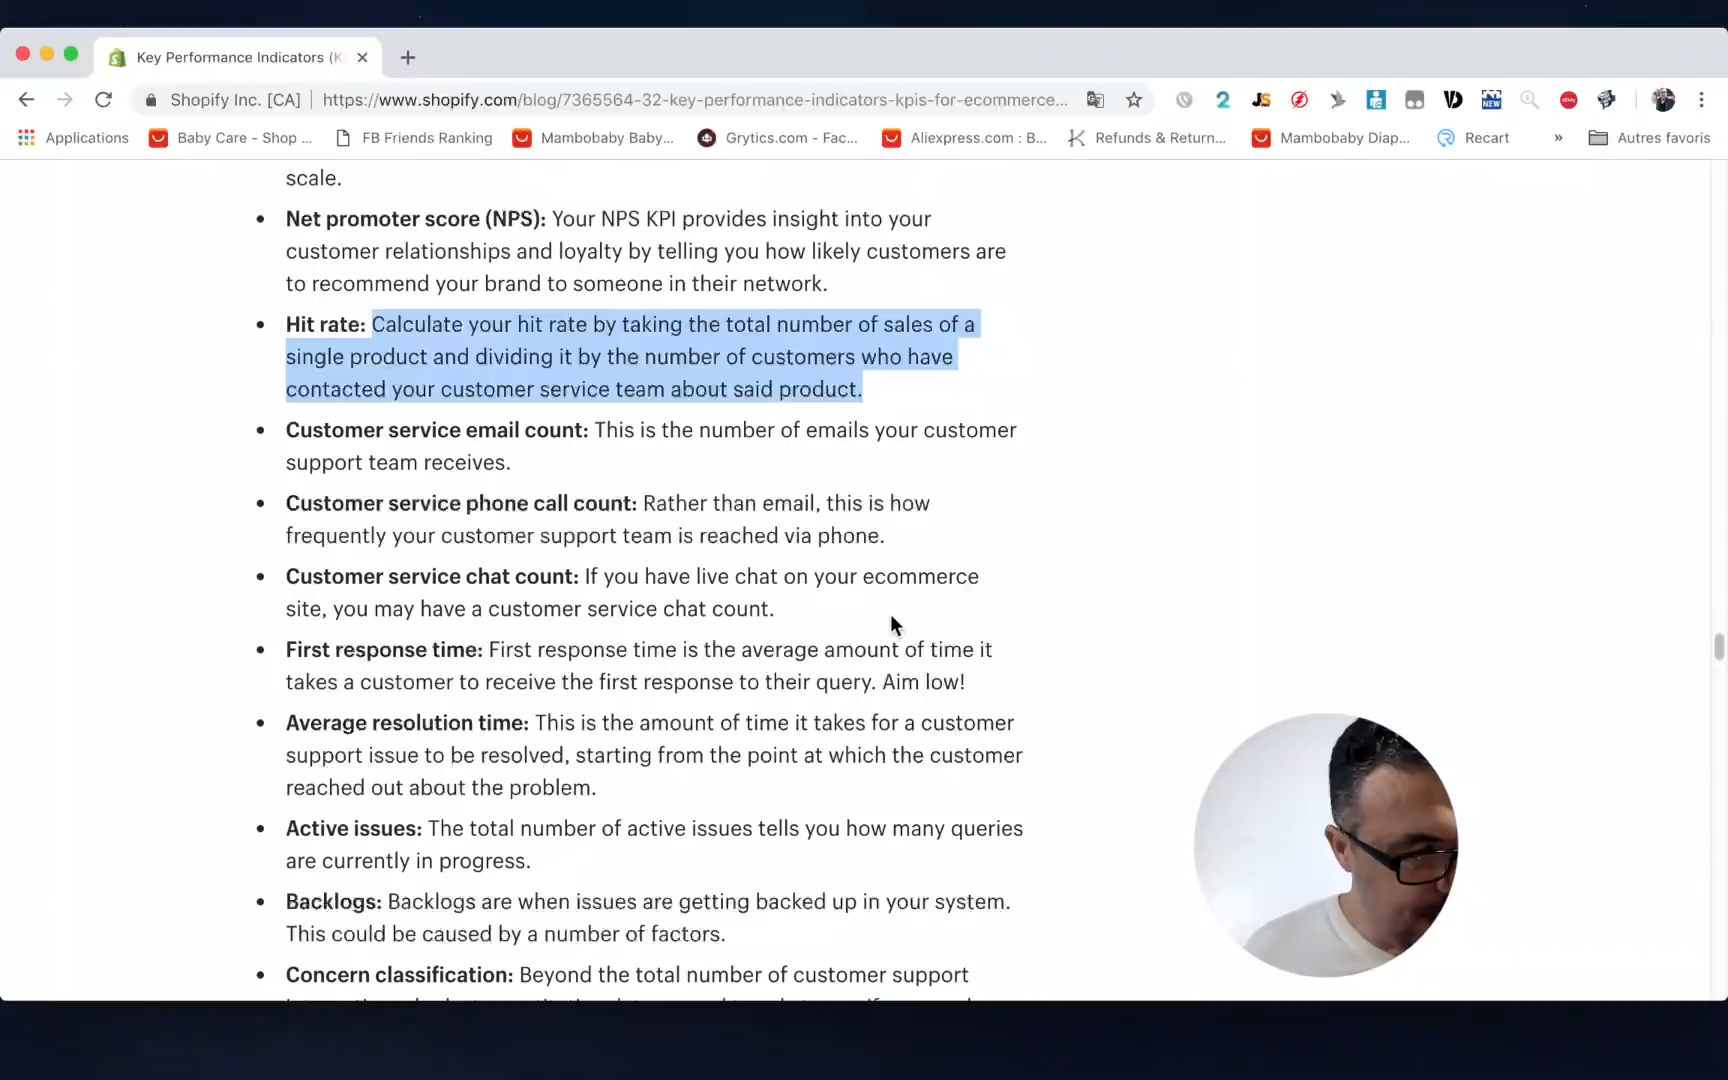 Key Performance Indicators (K
Shopify Inc. [CA] | https://www.shopify.com/blog/7365564-32-key-performance-indicators-kpis-for-ecommerce...
Applications Baby Care - Shop ... FB Friends Ranking Mambobaby Baby... Grytics.com - Fac... Aliexpress.com : B... Refunds & Return... Mambobaby Diap... Recart » Autres favoris
scale.
• Net promoter score (NPS): Your NPS KPI provides insight into your
customer relationships and loyalty by telling you how likely customers are
to recommend your brand to someone in their network.
• Hit rate: Calculate your hit rate by taking the total number of sales of a
single product and dividing it by the number of customers who have
contacted your customer service team about said product.
• Customer service email count: This is the number of emails your customer
support team receives.
• Customer service phone call count: Rather than email, this is how
frequently your customer support team is reached via phone.
• Customer service chat count: If you have live chat on your ecommerce
site, you may have a customer service chat count.
• First response time: First response time is the average amount of time it
takes a customer to receive the first response to their query. Aim low!
• Average resolution time: This is the amount of time it takes for a customer
support issue to be resolved, starting from the point at which the customer
reached out about the problem.
• Active issues: The total number of active issues tells you how many queries
are currently in progress.
• Backlogs: Backlogs are when issues are getting backed up in your system.
This could be caused by a number of factors.
• Concern classification: Beyond the total number of customer support